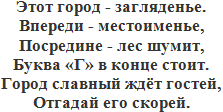 Этот город - загляденье.
Впереди - местоименье,
Посредине - лес шумит,
Буква «Г» в конце стоит.
Город славный ждёт гостей,
Отгадай его скорей.